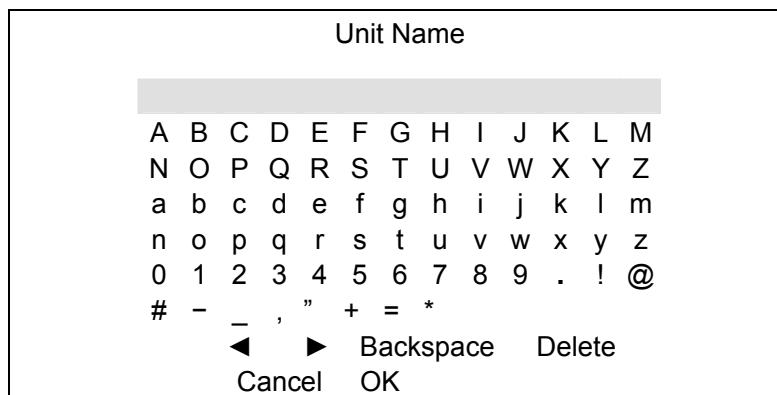 Unit Name
A B C D E F G H I J K L M
N O P Q R S T U V W X Y Z
a b c d e f g h i j k l m
n o p q r s t u v w x y z
0 1 2 3 4 5 6 7 8 9 . ! @
# − _ , ” + = *
◄ ► Backspace Delete
Cancel OK